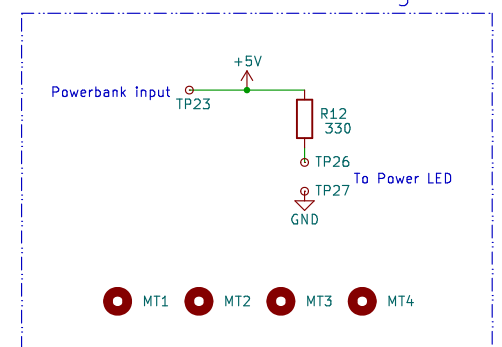 +5V
Powerbank input
TP23
R12
330
TP26
To Power LED
TP27
GND
MT1 MT2 MT3 MT4